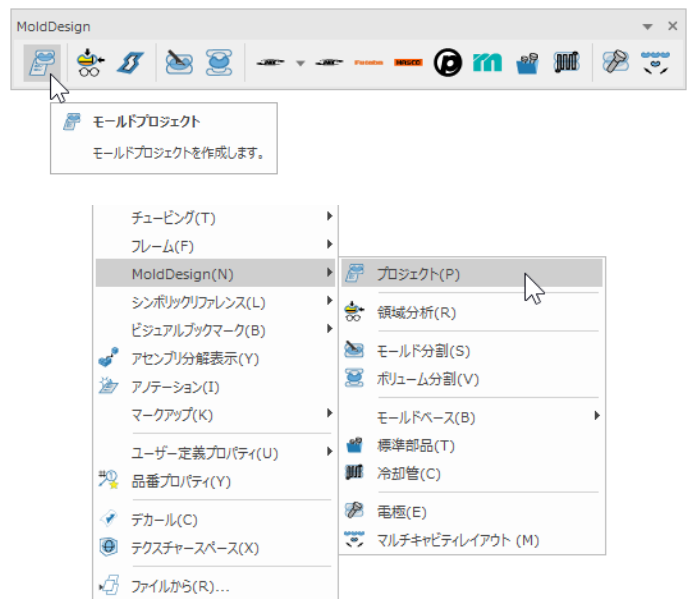 MoldDesign
Futaba HASCO
モールドプロジェクト
モールドプロジェクトを作成します。
チュービング(T)
フレーム(F)
MoldDesign(N)
シンボリックリファレンス(L)
ビジュアルブックマーク(B)
アセンブリ分解表示(Y)
アノテーション(I)
マークアップ(K)
ユーザー定義プロパティ(U)
品番プロパティ(Y)
デカール(C)
テクスチャースペース(X)
ファイルから(R)...
プロジェクト(P)
領域分析(R)
モールド分割(S)
ボリューム分割(V)
モールドベース(B)
標準部品(T)
冷却管(C)
電極(E)
マルチキャビティレイアウト (M)